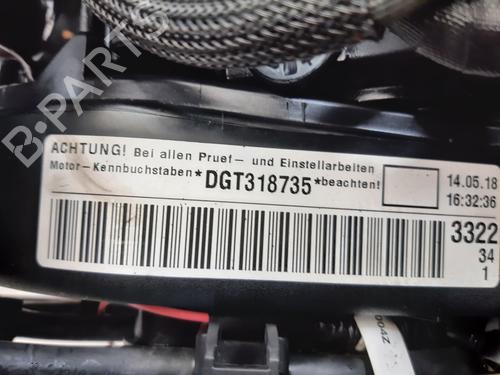 B-PARTS
ACHTUNG! Bei allen Pruef- und Einstellarbeiten
Motor-Kennbuchstaben*DGT318735*beachten!
14.05.18
16:32:36
3322
34
1
004Z